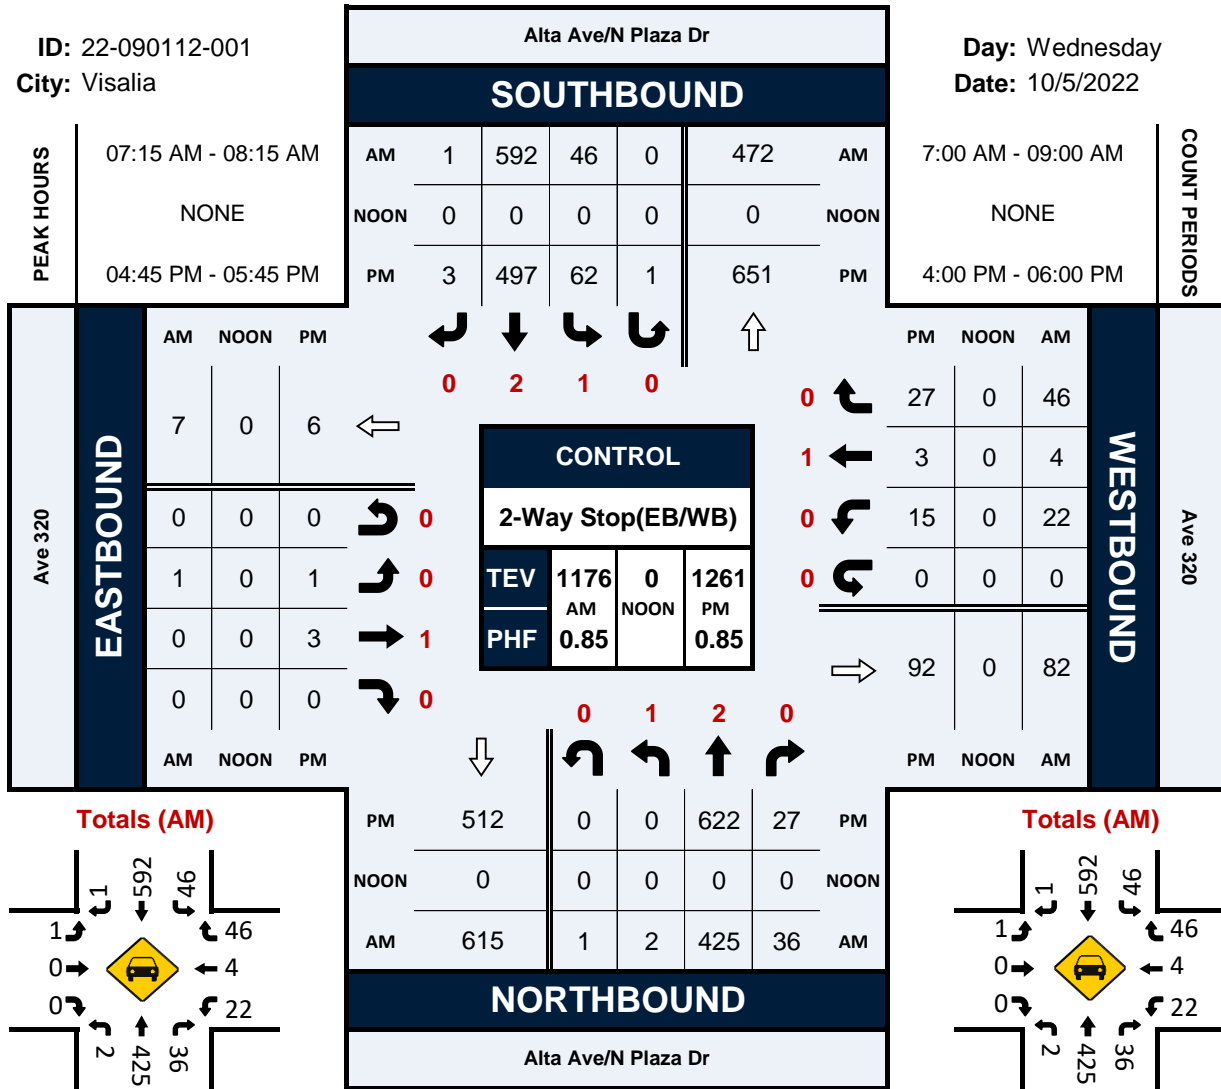 ID: 22-090112-001
City: Visalia
Alta Ave/N Plaza Dr
SOUTHBOUND
Day: Wednesday
Date: 10/5/2022
PEAK HOURS
07:15 AM - 08:15 AM
NONE
04:45 PM - 05:45 PM
AM 1 592 46 0 472 AM
NOON 0 0 0 0 0 NOON
PM 3 497 62 1 651 PM
7:00 AM - 09:00 AM
NONE
4:00 PM - 06:00 PM
COUNT PERIODS
0 2 1 0
Ave 320
EASTBOUND
AM NOON PM
7 0 6
0 0 0 0
1 0 1 0
0 0 3 1
0 0 0 0
AM NOON PM
CONTROL
2-Way Stop(EB/WB)
TEV 1176 0 1261
AM NOON PM
PHF 0.85 0.85
PM NOON AM
0 27 0 46
1 3 0 4
0 15 0 22
0 0 0 0
92 0 82
PM NOON AM
WESTBOUND
Ave 320
0 1 2 0
PM 512 0 0 622 27 PM
NOON 0 0 0 0 0 NOON
AM 615 1 2 425 36 AM
NORTHBOUND
Alta Ave/N Plaza Dr
Totals (AM)
1 592 46
1 46
0 4
0 22
2 425 36
Totals (AM)
1 592 46
1 46
0 4
0 22
2 425 36